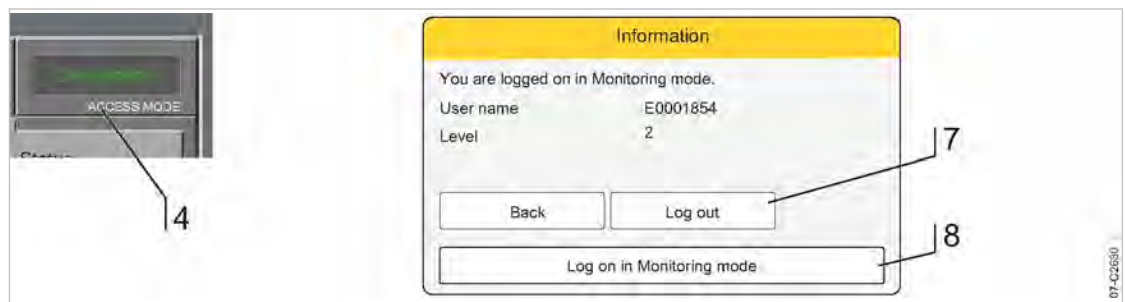 ACCESS MODE
Status
4
Information
You are logged on in Monitoring mode.
User name E0001854
Level 2
7
Back Log out
8
Log on in Monitoring mode
07-C2630